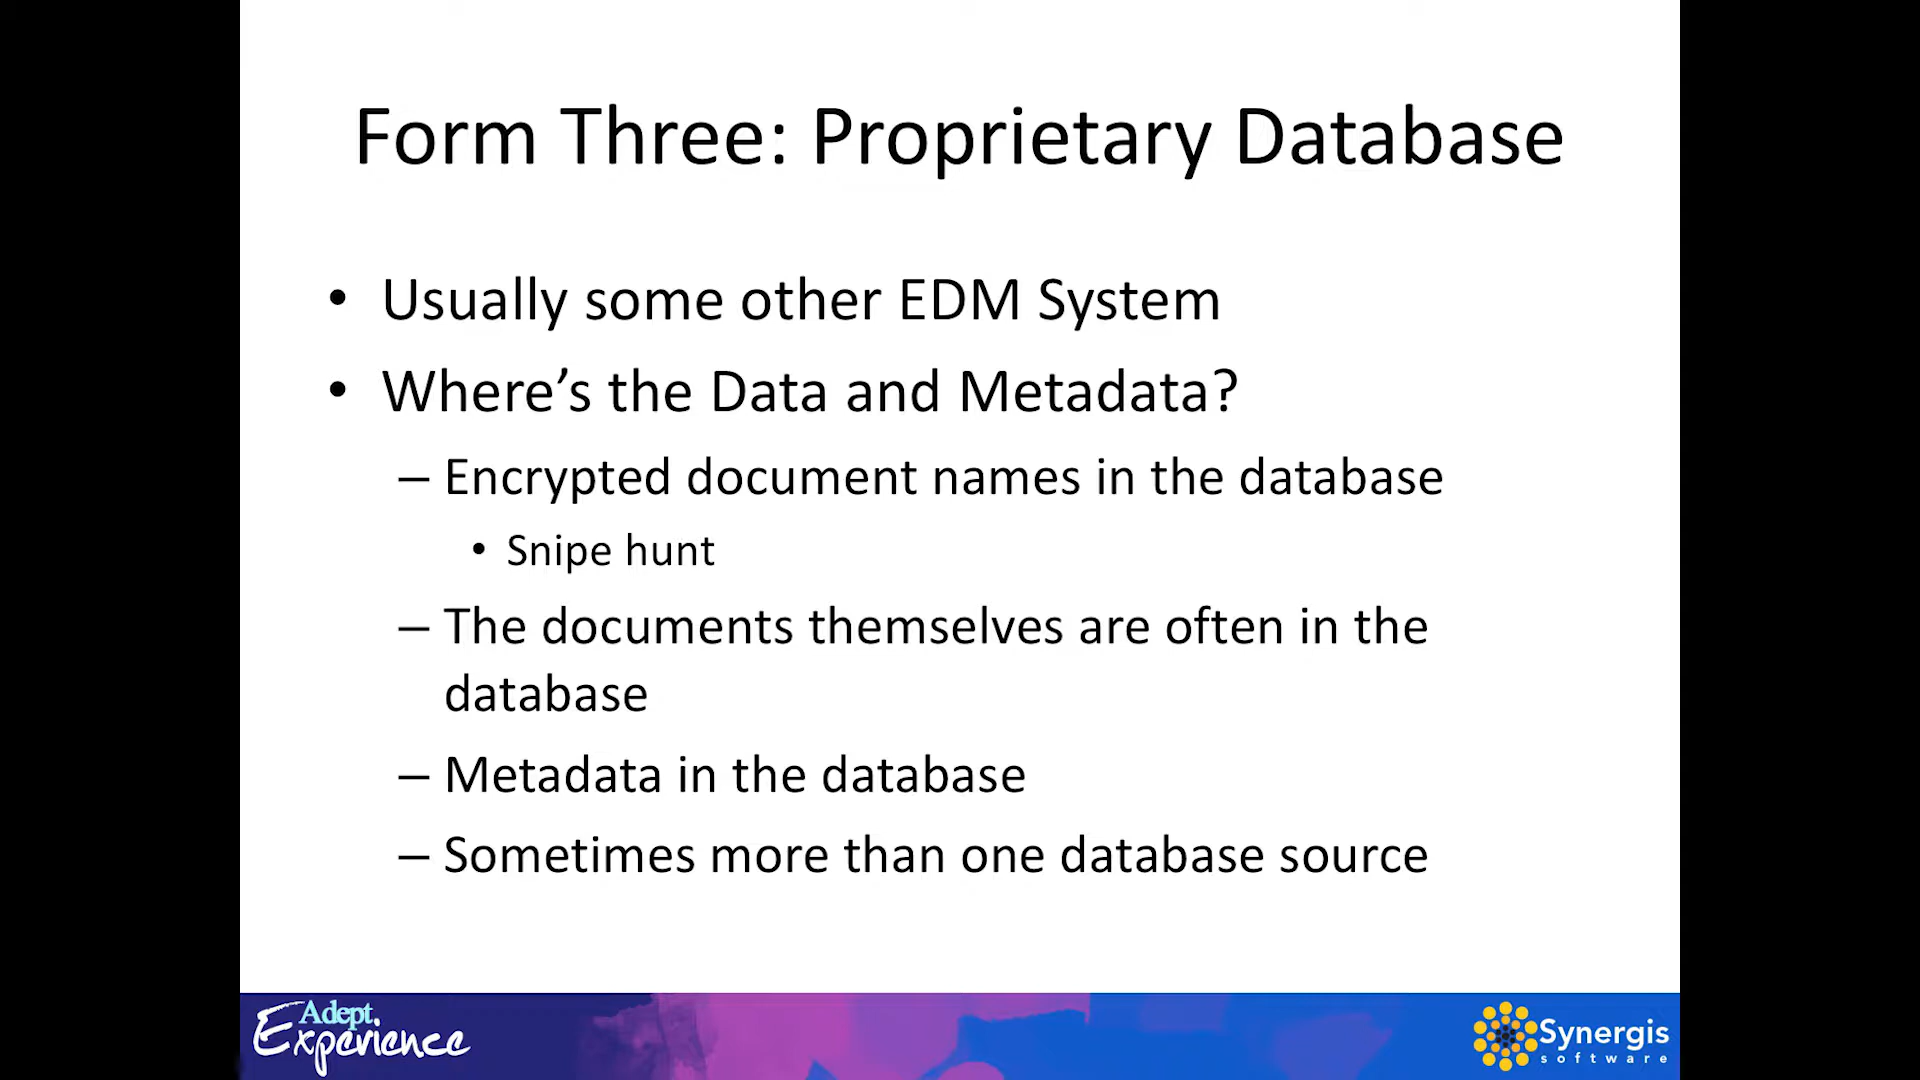 Form Three: Proprietary Database
• Usually some other EDM System
• Where’s the Data and Metadata?
– Encrypted document names in the database
• Snipe hunt
– The documents themselves are often in the
database
– Metadata in the database
– Sometimes more than one database source
Adept
Experience
Synergis
software